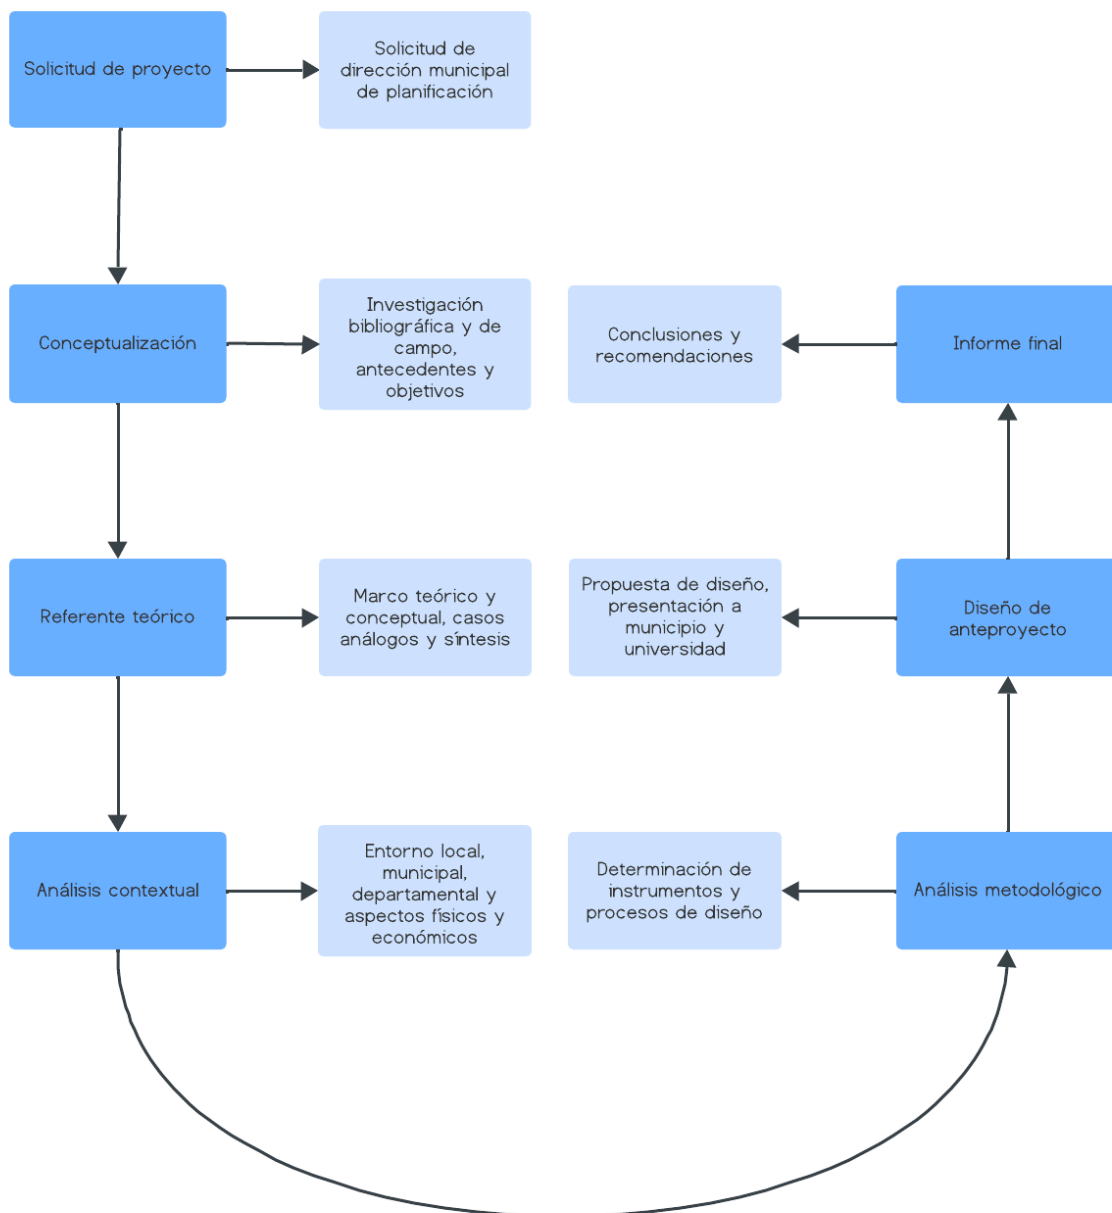 Solicitud de proyecto
Solicitud de
dirección municipal
de planificación
Conceptualización
Investigación
bibliográfica y de
campo,
antecedentes y
objetivos
Referente teórico
Marco teórico y
conceptual, casos
análogos y síntesis
Análisis contextual
Entorno local,
municipal,
departamental y
aspectos físicos y
económicos
Análisis metodológico
Determinación de
instrumentos y
procesos de diseño
Diseño de
anteproyecto
Propuesta de diseño,
presentación a
municipio y
universidad
Informe final
Conclusiones y
recomendaciones